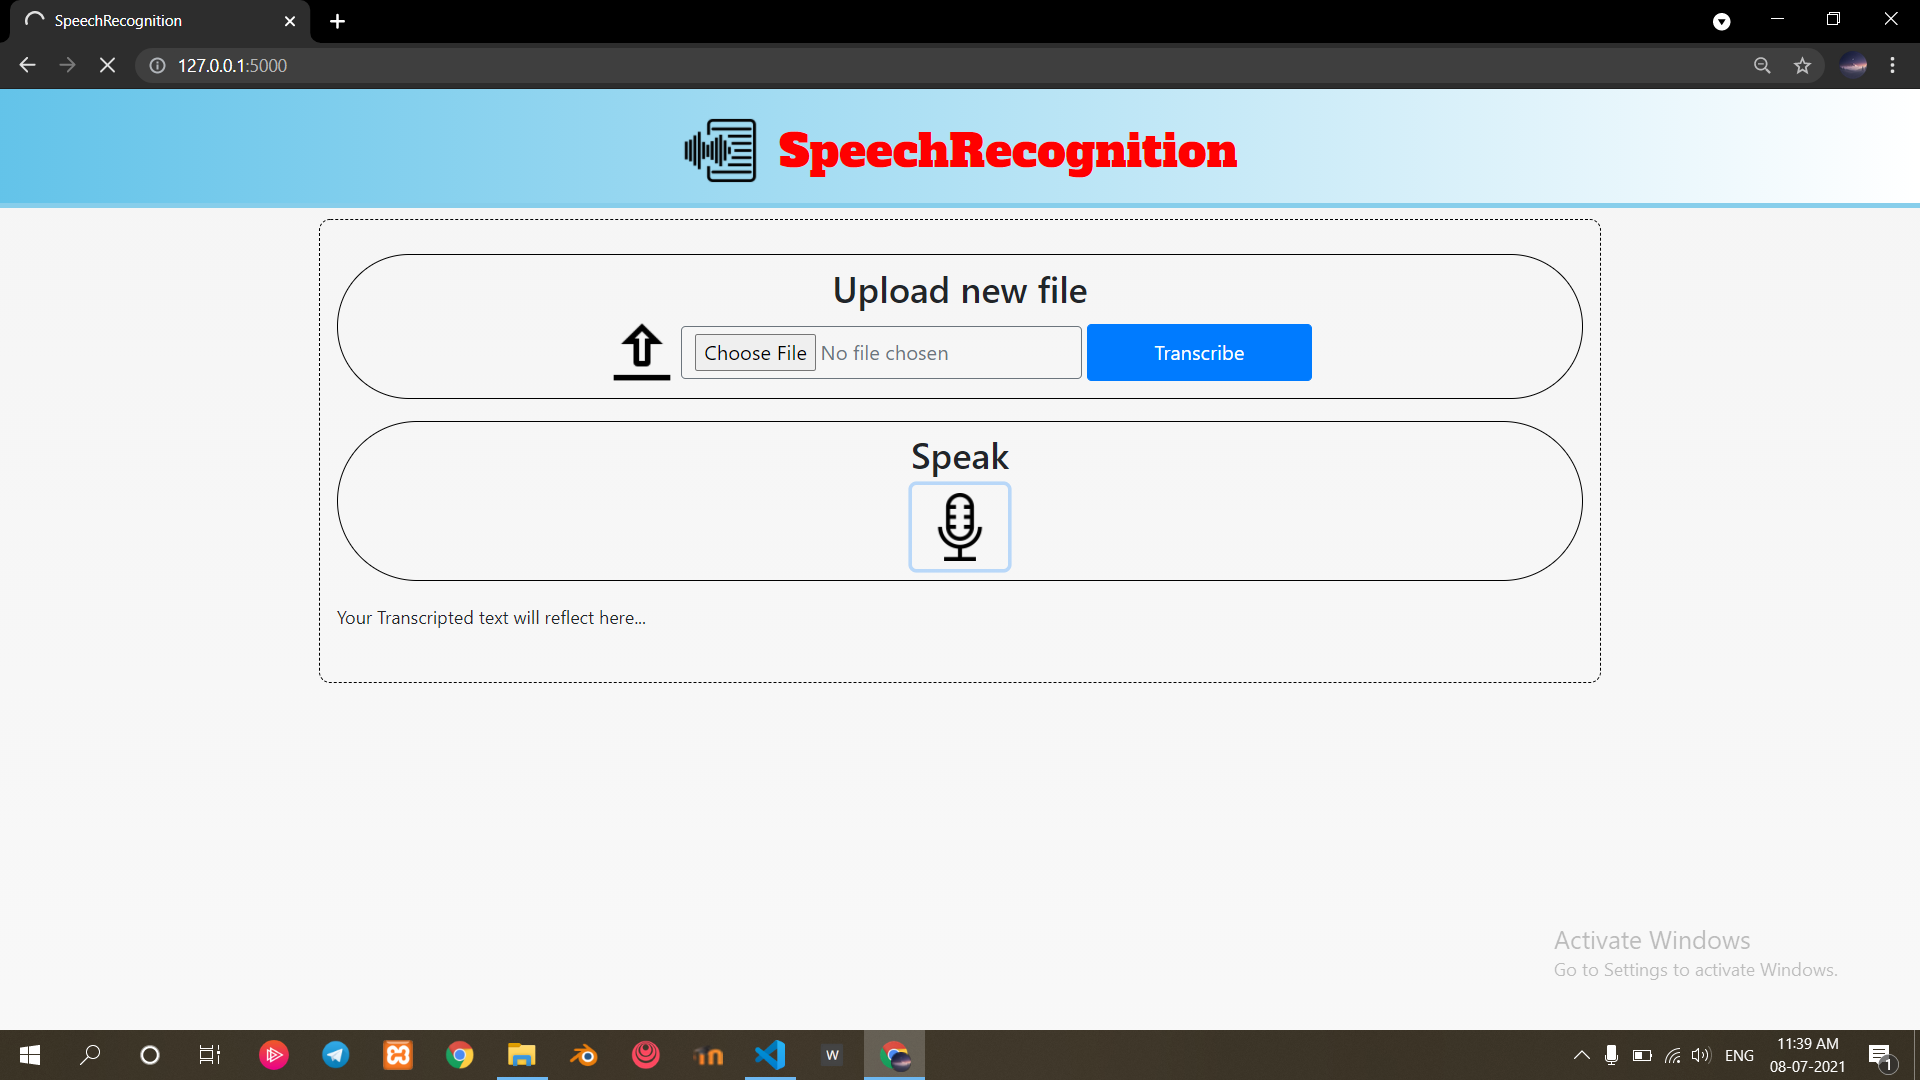 SpeechRecognition
127.0.0.1:5000
SpeechRecognition
Upload new file
Choose File No file chosen
Transcribe
Speak
Your Transcripted text will reflect here...
Activate Windows
Go to Settings to activate Windows.
W
ENG
11:39 AM
08-07-2021
1